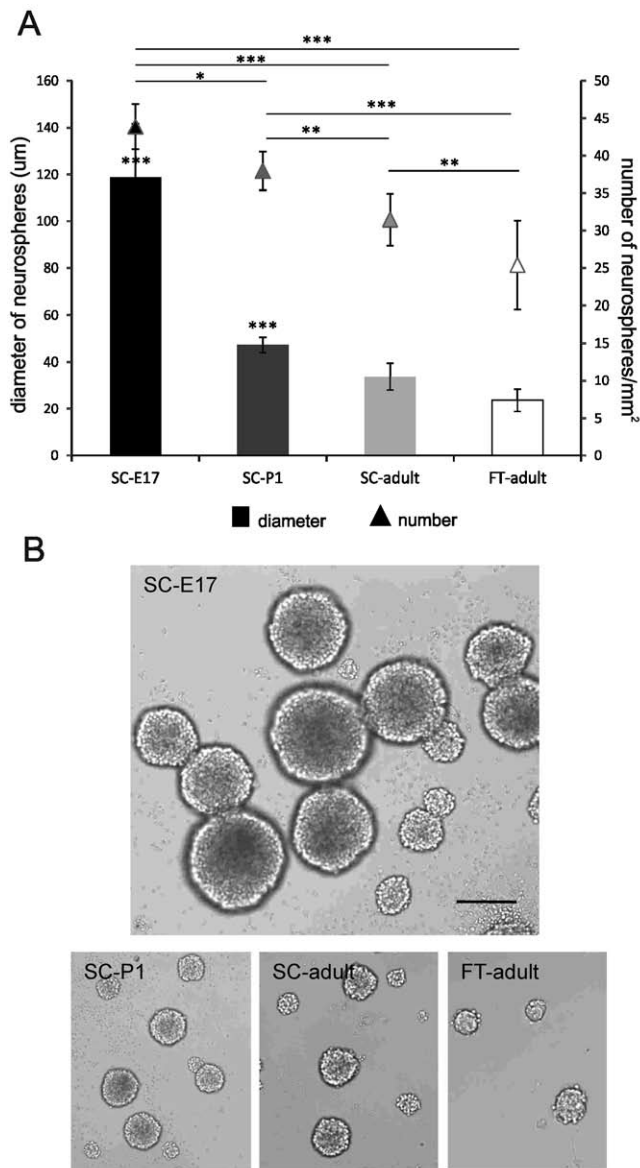 A
***
***
*
***
**
**
160
140
120
100
80
60
40
20
0
diameter of neurospheres (um)
***
***
50
45
40
35
30
25
20
15
10
5
0
number of neurospheres/mm²
SC-E17
SC-P1
SC-adult
FT-adult
diameter
number
B
SC-E17
SC-P1
SC-adult
FT-adult